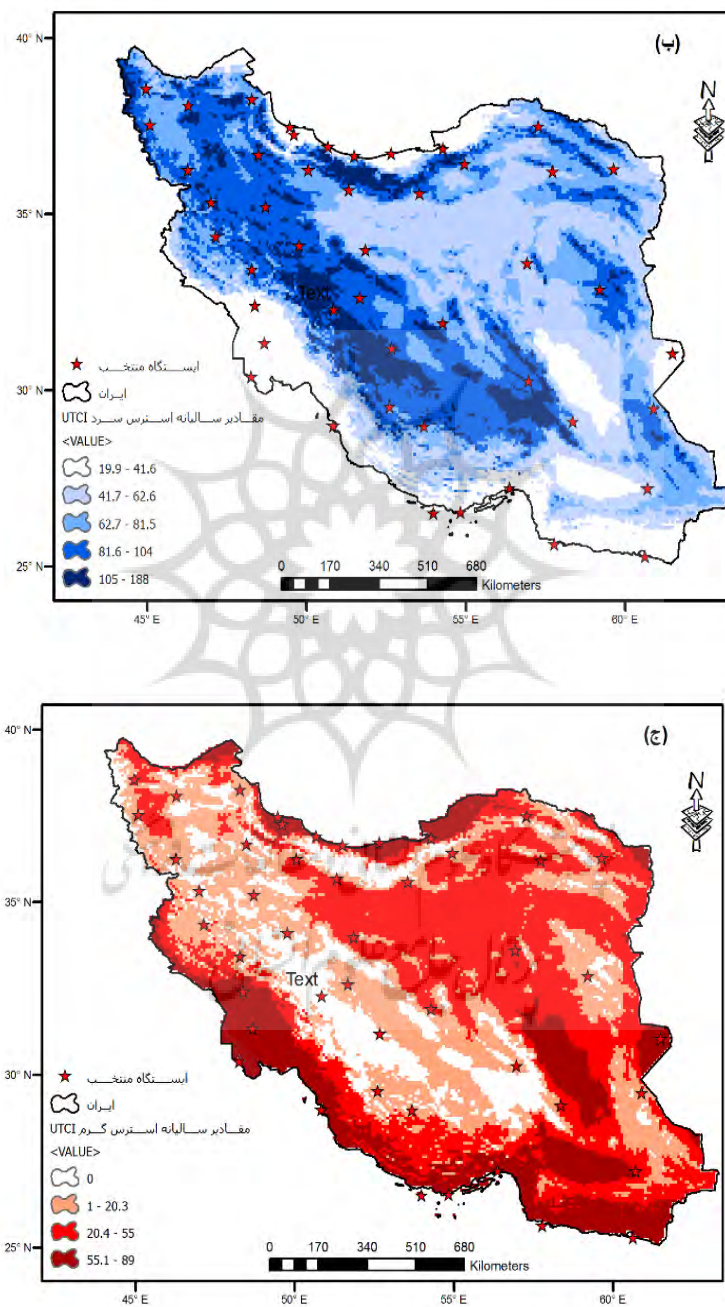 40° N
(ب)
N
35° N
Text
ایستگاه منتخب
30° N
ایران
مقادیر سالیانه استرس سرد UTCI
<VALUE>
19.9 - 41.6
41.7 - 62.6
62.7 - 81.5
81.6 - 104
105 - 188
0 170 340 510 680
Kilometers
25° N
45° E 50° E 55° E 60° E
40° N
(ج)
N
35° N
Text
30° N
ایستگاه منتخب
ایران
مقادیر سالیانه استرس گرم UTCI
<VALUE>
0
1 - 20.3
20.4 - 55
55.1 - 89
0 170 340 510 680
Kilometers
25° N
45° E 50° E 55° E 60° E